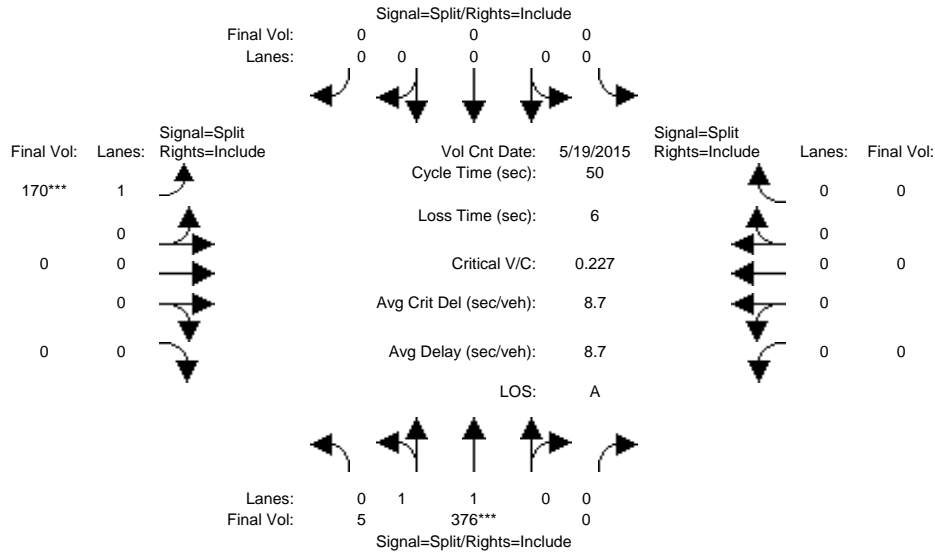 Signal=Split/Rights=Include
Final Vol: 0 0 0
Lanes: 0 0 0 0 0
Signal=Split
Final Vol: Lanes: Rights=Include
Vol Cnt Date: 5/19/2015
Signal=Split
Rights=Include Lanes: Final Vol:
Cycle Time (sec): 50
170*** 1
0 0
Loss Time (sec): 6
0
0
0 0
Critical V/C: 0.227
0 0
0
Avg Crit Del (sec/veh): 8.7
0
0 0
Avg Delay (sec/veh): 8.7
0 0
LOS: A
Lanes: 0 1 1 0 0
Final Vol: 5 376*** 0
Signal=Split/Rights=Include